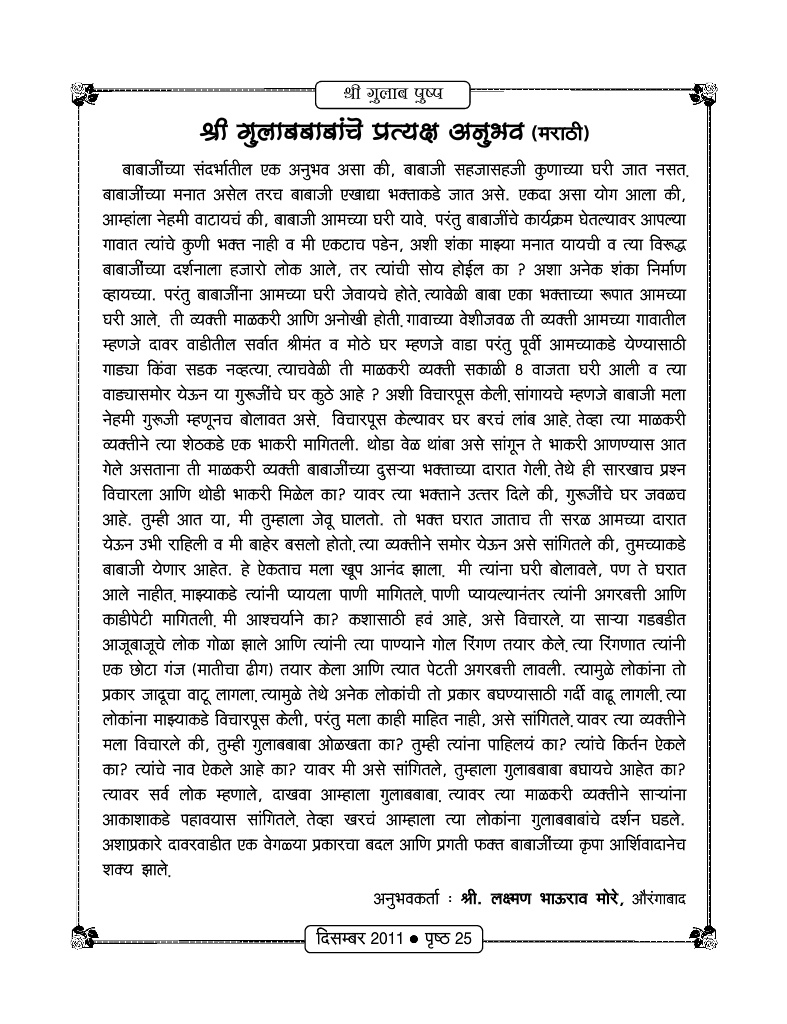 श्री गुलाब पुष्प
श्री गुलाबबाबांचे प्रत्यक्ष अनुभव (मराठी)
बाबाजींच्या संदर्भातील एक अनुभव असा की, बाबाजी सहजासहजी कुणाच्या घरी जात नसत.
बाबाजींच्या मनात असेल तरच बाबाजी एखाद्या भक्ताकडे जात असे. एकदा असा योग आला की,
आम्हांला नेहमी वाटायचं की, बाबाजी आमच्या घरी यावे. परंतु बाबाजींचे कार्यक्रम घेतल्यावर आपल्या
गावात त्यांचे कुणी भक्त नाही व मी एकटाच पडेन, अशी शंका माझ्या मनात यायची व त्या विरूद्ध
बाबाजींच्या दर्शनाला हजारो लोक आले, तर त्यांची सोय होईल का ? अशा अनेक शंका निर्माण
व्हायच्या. परंतु बाबाजींना आमच्या घरी जेवायचे होते. त्यावेळी बाबा एका भक्ताच्या रूपात आमच्या
घरी आले. ती व्यक्ती माळकरी आणि अनोखी होती. गावाच्या वेशीजवळ ती व्यक्ती आमच्या गावातील
म्हणजे दावर वाडीतील सर्वात श्रीमंत व मोठे घर म्हणजे वाडा परंतु पूर्वी आमच्याकडे येण्यासाठी
गाड्या किंवा सडक नव्हत्या. त्याचवेळी ती माळकरी व्यक्ती सकाळी 8 वाजता घरी आली व त्या
वाड्यासमोर येऊन या गुरूजींचे घर कुठे आहे ? अशी विचारपूस केली. सांगायचे म्हणजे बाबाजी मला
नेहमी गुरूजी म्हणूनच बोलावत असे. विचारपूस केल्यावर घर बरचं लांब आहे. तेव्हा त्या माळकरी
व्यक्तीने त्या शेठकडे एक भाकरी मागितली. थोडा वेळ थांबा असे सांगून ते भाकरी आणण्यास आत
गेले असताना ती माळकरी व्यक्ती बाबाजींच्या दुसऱ्या भक्ताच्या दारात गेली. तेथे ही सारखाच प्रश्न
विचारला आणि थोडी भाकरी मिळेल का? यावर त्या भक्ताने उत्तर दिले की, गुरूजींचे घर जवळच
आहे. तुम्ही आत या, मी तुम्हाला जेवू घालतो. तो भक्त घरात जाताच ती सरळ आमच्या दारात
येऊन उभी राहिली व मी बाहेर बसलो होतो. त्या व्यक्तीने समोर येऊन असे सांगितले की, तुमच्याकडे
बाबाजी येणार आहेत. हे ऐकताच मला खूप आनंद झाला. मी त्यांना घरी बोलावले, पण ते घरात
आले नाहीत. माझ्याकडे त्यांनी प्यायला पाणी मागितले. पाणी प्यायल्यानंतर त्यांनी अगरबत्ती आणि
काडीपेटी मागितली. मी आश्चर्याने का? कशासाठी हवं आहे, असे विचारले. या साऱ्या गडबडीत
आजूबाजूचे लोक गोळा झाले आणि त्यांनी त्या पाण्याने गोल रिंगण तयार केले. त्या रिंगणात त्यांनी
एक छोटा गंज (मातीचा ढीग) तयार केला आणि त्यात पेटती अगरबत्ती लावली. त्यामुळे लोकांना तो
प्रकार जादूचा वाटू लागला. त्यामुळे तेथे अनेक लोकांची तो प्रकार बघण्यासाठी गर्दी वाढू लागली. त्या
लोकांना माझ्याकडे विचारपूस केली, परंतु मला काही माहित नाही, असे सांगितले. यावर त्या व्यक्तीने
मला विचारले की, तुम्ही गुलाबबाबा ओळखता का? तुम्ही त्यांना पाहिलयं का? त्यांचे किर्तन ऐकले
का? त्यांचे नाव ऐकले आहे का? यावर मी असे सांगितले, तुम्हाला गुलाबबाबा बघायचे आहेत का?
त्यावर सर्व लोक म्हणाले, दाखवा आम्हाला गुलाबबाबा. त्यावर त्या माळकरी व्यक्तीने साऱ्यांना
आकाशाकडे पहावयास सांगितले. तेव्हा खरचं आम्हाला त्या लोकांना गुलाबबाबांचे दर्शन घडले.
अशाप्रकारे दावरवाडीत एक वेगळ्या प्रकारचा बदल आणि प्रगती फक्त बाबाजींच्या कृपा आर्शिवादानेच
शक्य झाले.
अनुभवकर्ता : श्री. लक्ष्मण भाऊराव मोरे, औरंगाबाद
दिसम्बर 2011 ● पृष्ठ 25